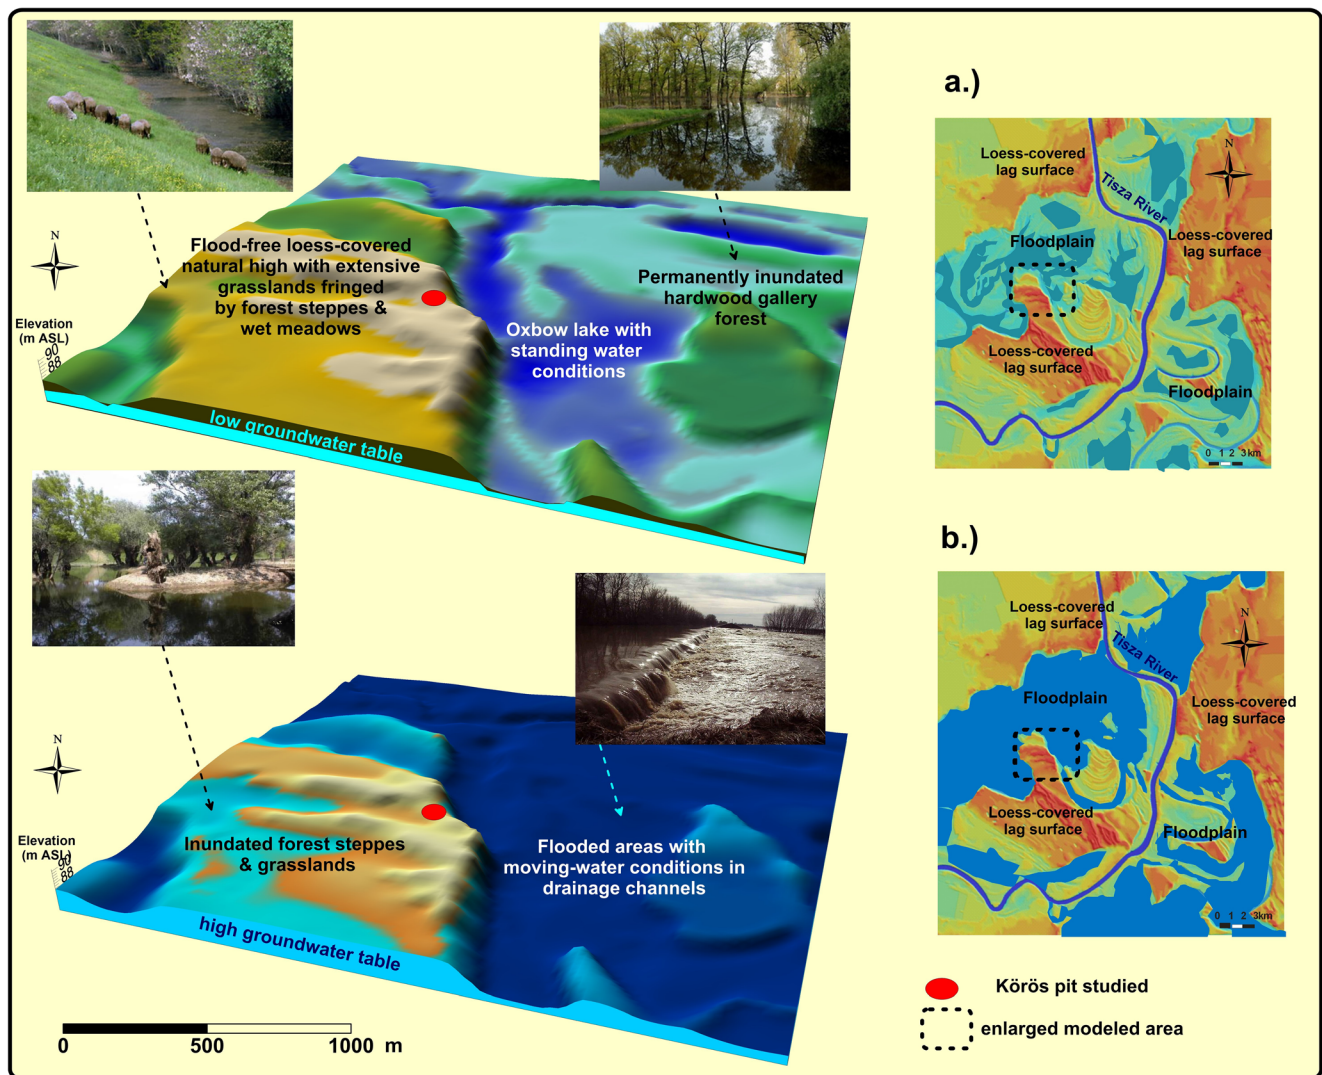 a.)
N
Loess-covered
lag surface
Tisza River
N
Loess-covered
lag surface
Floodplain
Loess-covered
lag surface
Floodplain
0 1 2 3km
N
Elevation
(m ASL)
90
88
Flood-free loess-covered
natural high with extensive
grasslands fringed
by forest steppes &
wet meadows
Oxbow lake with
standing water
conditions
Permanently inundated
hardwood gallery
forest
low groundwater table
b.)
Loess-covered
lag surface
Tisza River
N
Loess-covered
lag surface
Floodplain
Loess-covered
lag surface
Floodplain
0 1 2 3km
N
Elevation
(m ASL)
90
88
Inundated forest steppes
& grasslands
Flooded areas with
moving-water conditions in
drainage channels
high groundwater table
0 500 1000 m
Körös pit studied
enlarged modeled area